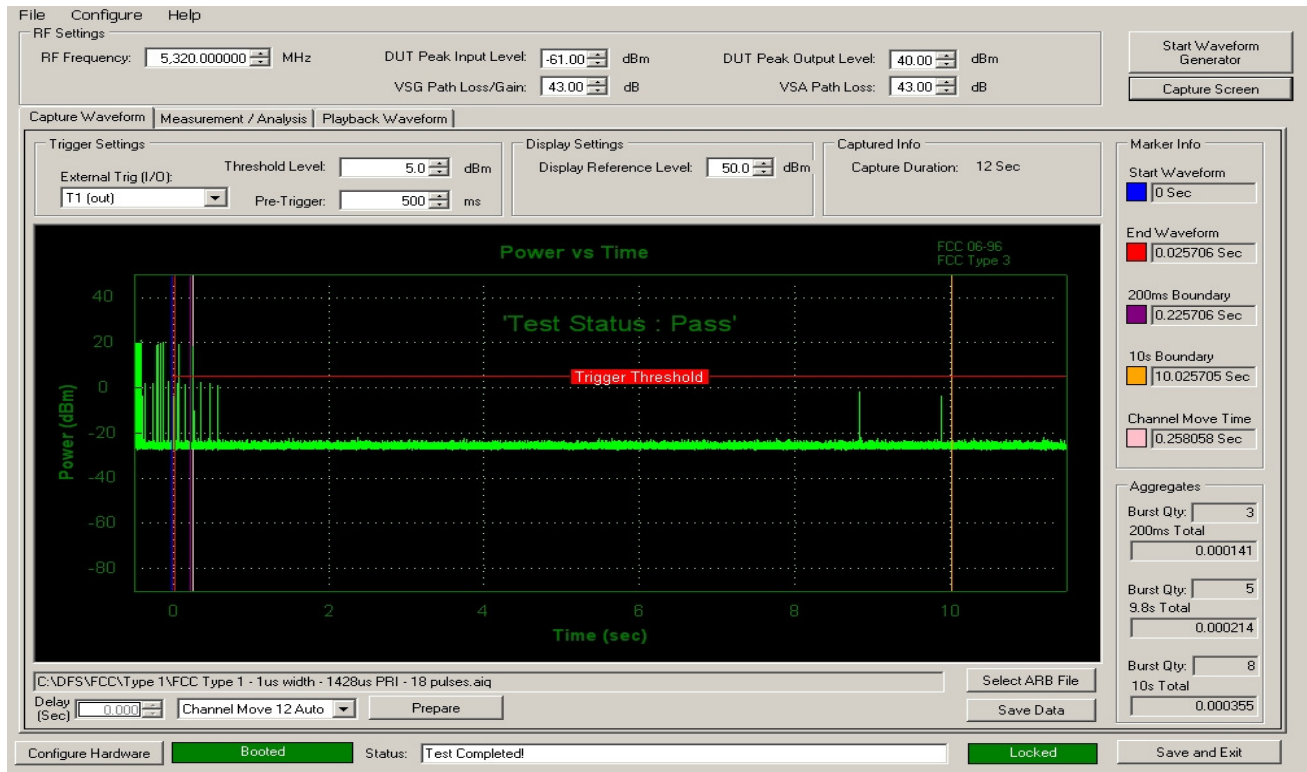 File Configure Help
RF Settings
RF Frequency: 5,320.000000 MHz DUT Peak Input Level: -61.00 dBm DUT Peak Output Level: 40.00 dBm
VSG Path Loss/Gain: 43.00 dB VSA Path Loss: 43.00 dB
Start Waveform Generator
Capture Screen
Capture Waveform Measurement / Analysis Playback Waveform
Trigger Settings
External Trig (I/O): Threshold Level: 5.0 dBm
T1 (out) Pre-Trigger: 500 ms
Display Settings
Display Reference Level: 50.0 dBm
Captured Info
Capture Duration: 12 Sec
Marker Info
Start Waveform
0 Sec
End Waveform
0.025706 Sec
200ms Boundary
0.225706 Sec
10s Boundary
10.025705 Sec
Channel Move Time
0.258058 Sec
Power vs Time
FCC 06-96
FCC Type 3
'Test Status : Pass'
Trigger Threshold
Power (dBm)
40
20
0
-20
-40
-60
-80
0 2 4 6 8 10
Time (sec)
Aggregates
Burst Qty: 3
200ms Total
0.000141
Burst Qty: 5
9.8s Total
0.000214
Burst Qty: 8
10s Total
0.000355
C:\DFS\FCC\Type 1\FCC Type 1 - 1us width - 1428us PRI - 18 pulses.aiq
Select ARB File
Delay (Sec) 0.000 Channel Move 12 Auto Prepare
Save Data
Configure Hardware Booted Status: Test Completed! Locked Save and Exit